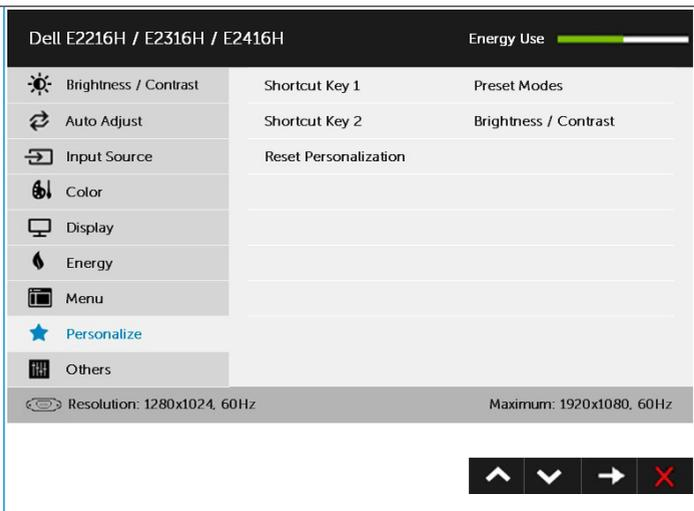 Dell E2216H / E2316H / E2416H Energy Use
Brightness / Contrast Shortcut Key 1 Preset Modes
Auto Adjust Shortcut Key 2 Brightness / Contrast
Input Source Reset Personalization
Color
Display
Energy
Menu
Personalize
Others
Resolution: 1280x1024, 60Hz Maximum: 1920x1080, 60Hz